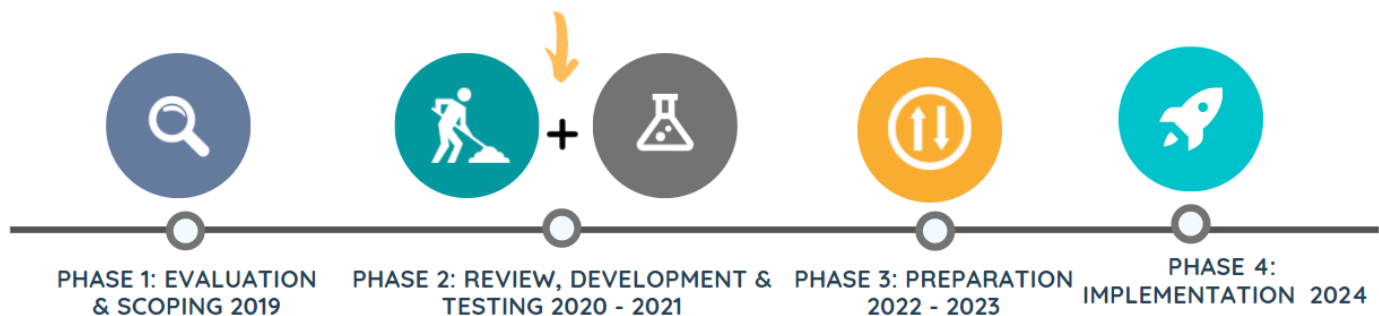 +
PHASE 1: EVALUATION
& SCOPING 2019
PHASE 2: REVIEW, DEVELOPMENT &
TESTING 2020 - 2021
PHASE 3: PREPARATION
2022 - 2023
PHASE 4:
IMPLEMENTATION 2024